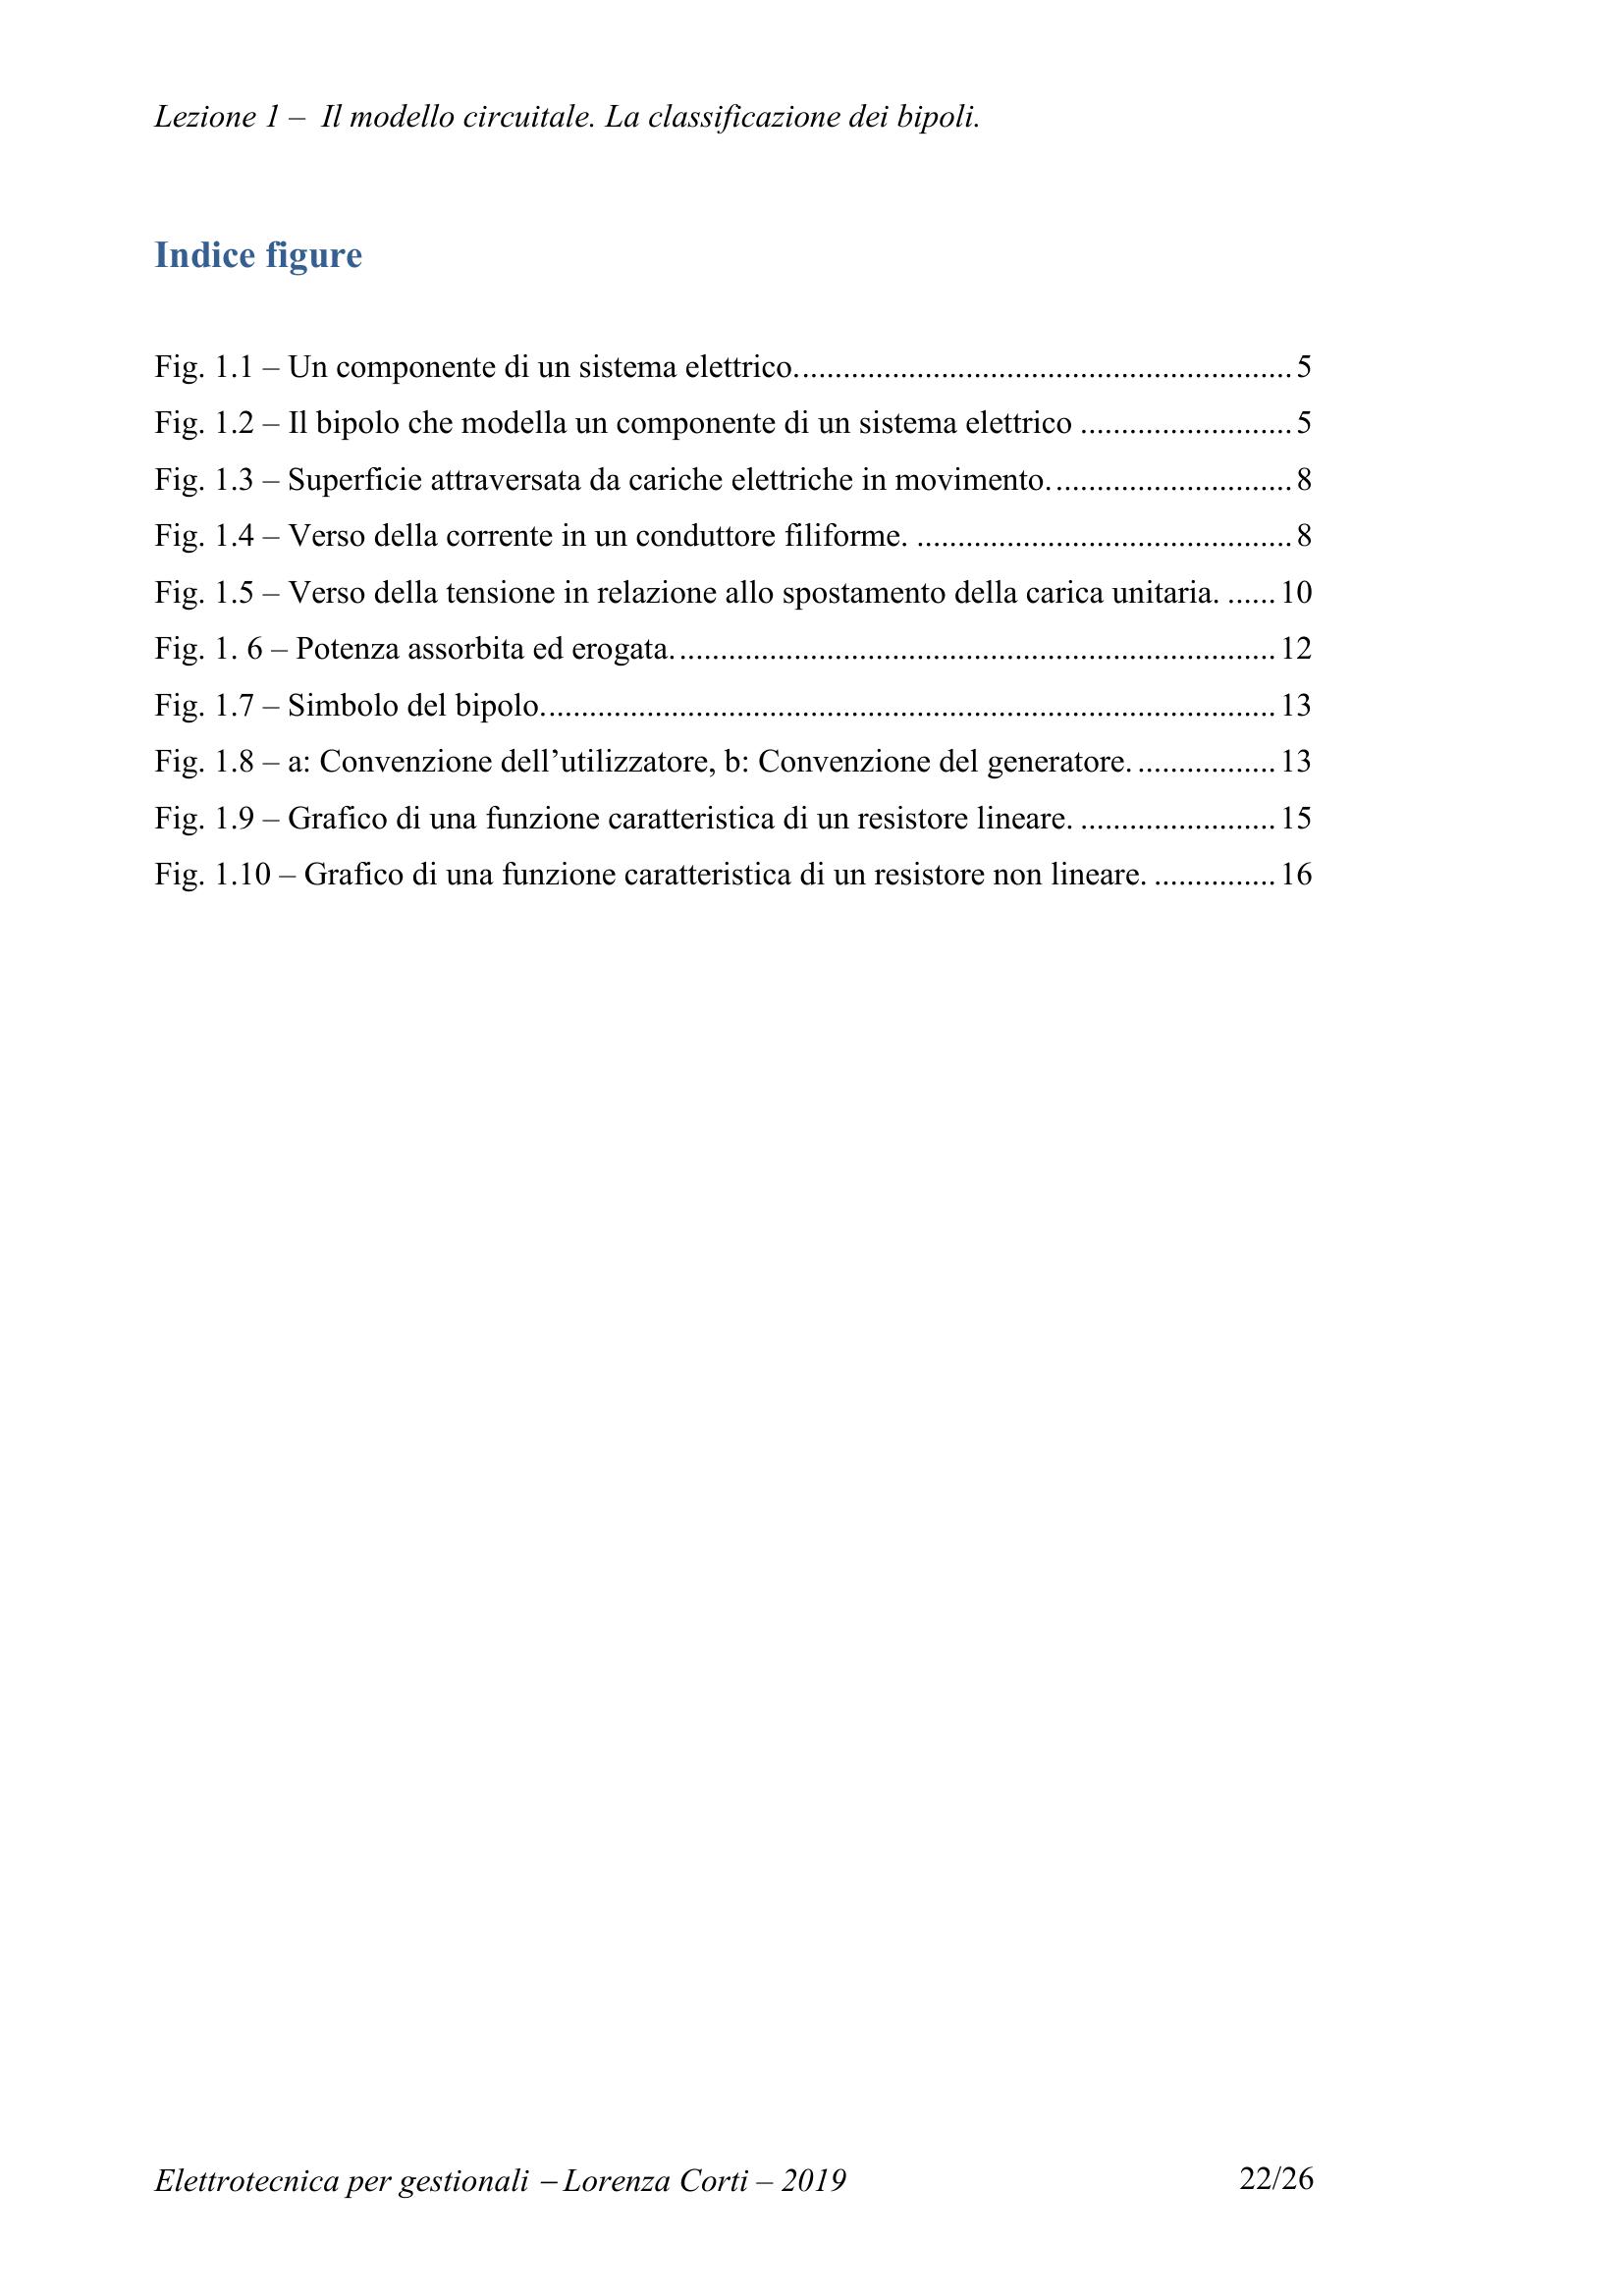 Lezione 1 – Il modello circuitale. La classificazione dei bipoli.
Indice figure
Fig. 1.1 – Un componente di un sistema elettrico. 5
Fig. 1.2 – Il bipolo che modella un componente di un sistema elettrico 5
Fig. 1.3 – Superficie attraversata da cariche elettriche in movimento. 8
Fig. 1.4 – Verso della corrente in un conduttore filiforme. 8
Fig. 1.5 – Verso della tensione in relazione allo spostamento della carica unitaria. 10
Fig. 1. 6 – Potenza assorbita ed erogata. 12
Fig. 1.7 – Simbolo del bipolo. 13
Fig. 1.8 – a: Convenzione dell’utilizzatore, b: Convenzione del generatore. 13
Fig. 1.9 – Grafico di una funzione caratteristica di un resistore lineare. 15
Fig. 1.10 – Grafico di una funzione caratteristica di un resistore non lineare. 16
Elettrotecnica per gestionali – Lorenza Corti – 2019 22/26